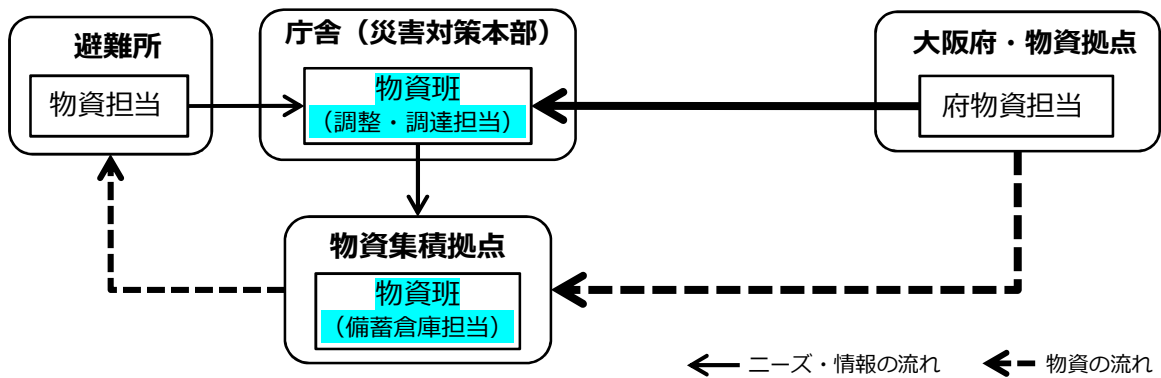 避難所
物資担当
庁舎（災害対策本部）
物資班
（調整・調達担当）
大阪府・物資拠点
府物資担当
物資集積拠点
物資班
（備蓄倉庫担当）
ニーズ・情報の流れ
物資の流れ